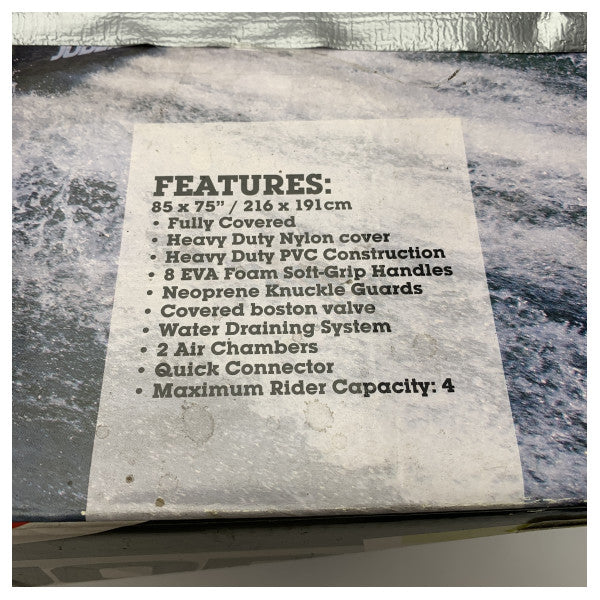 FEATURES:
85 x 75" / 216 x 191cm
• Fully Covered
• Heavy Duty Nylon cover
• Heavy Duty PVC Construction
• 8 EVA Foam Soft-Grip Handles
• Neoprene Knuckle Guards
• Covered boston valve
• Water Draining System
• 2 Air Chambers
• Quick Connector
• Maximum Rider Capacity: 4